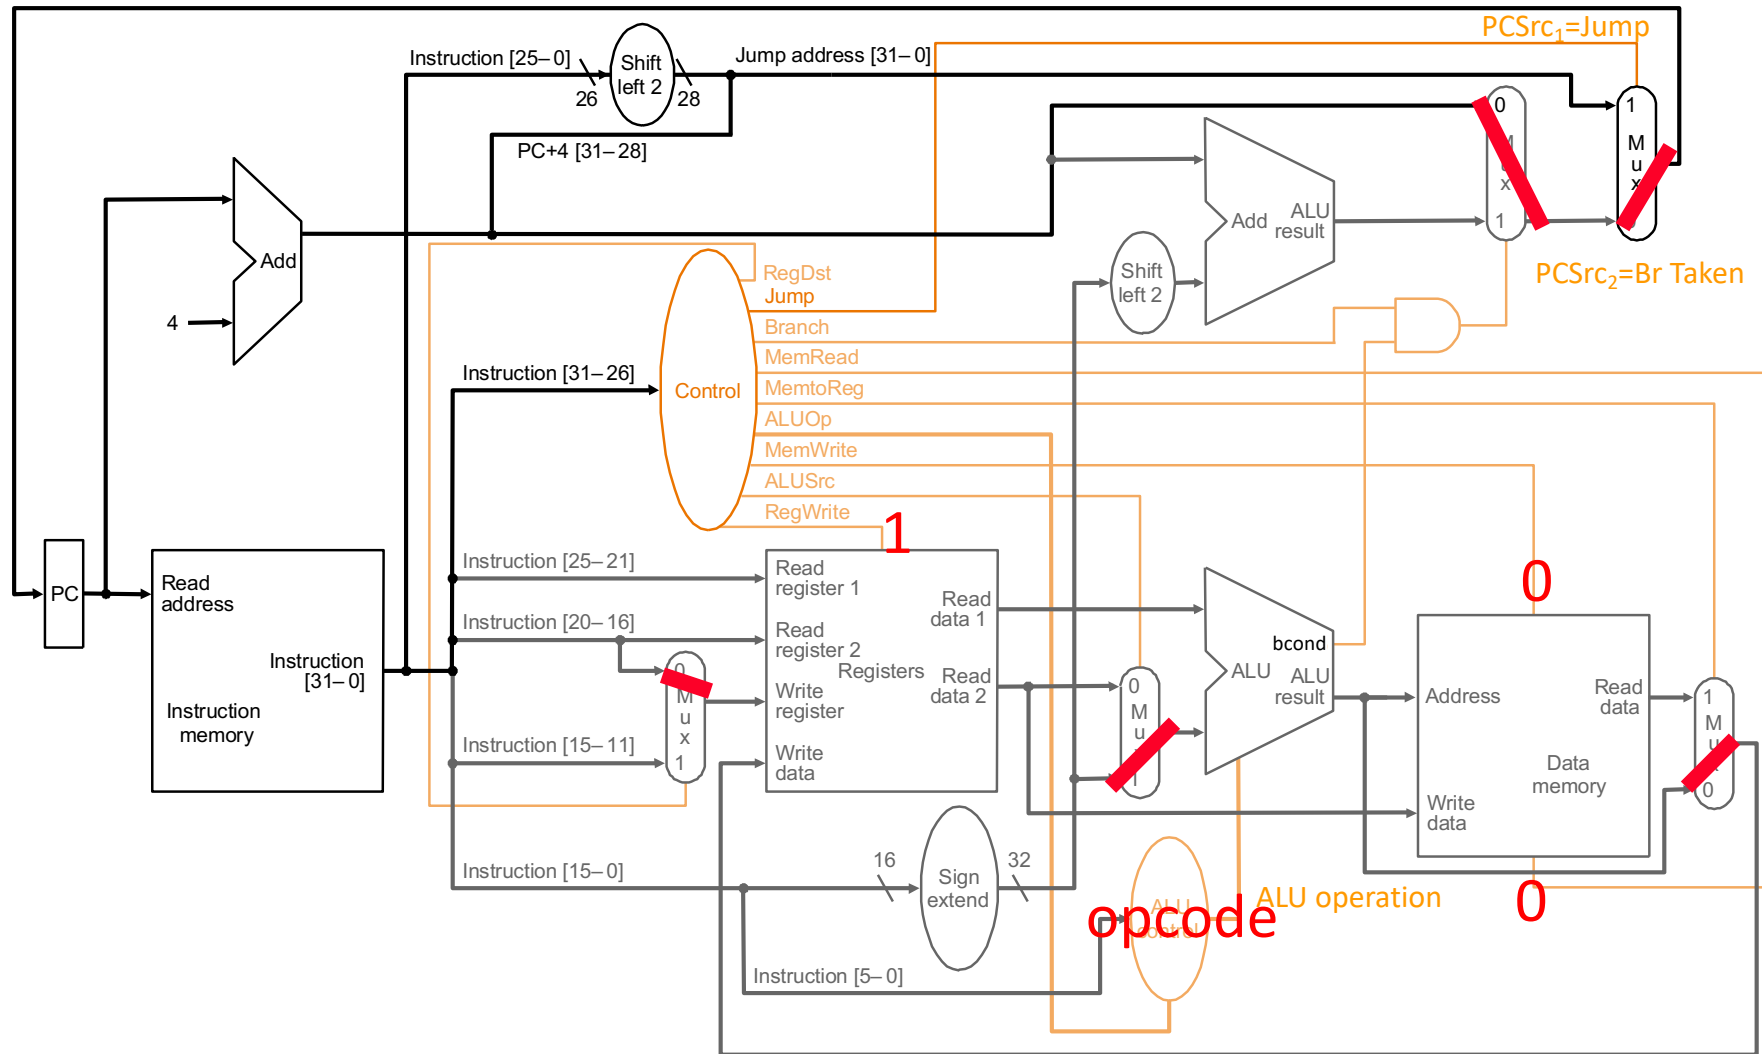 PCSrc1=Jump
Instruction [25–0]
Shift
left 2
Jump address [31–0]
26
28
PC+4 [31–28]
0
M
u
x
1
1
M
u
x
Add
ALU
result
Add
4
Shift
left 2
PCSrc2=Br Taken
RegDst
Jump
Branch
MemRead
MemtoReg
ALUOp
MemWrite
ALUSrc
RegWrite
Control
Instruction [31–26]
1
PC
Read
address
Instruction
[31–0]
Instruction
memory
Instruction [25–21]
Instruction [20–16]
Instruction [15–11]
Instruction [15–0]
Instruction [5–0]
0
M
u
x
1
Read
register 1
Read
register 2
Write
register
Write
data
Registers
Read
data 1
Read
data 2
0
M
u
bcond
ALU
ALU
result
0
Address
Write
data
Read
data
Data
memory
1
M
u
0
16
Sign
extend
32
ALU
control
opcode
ALU operation
0